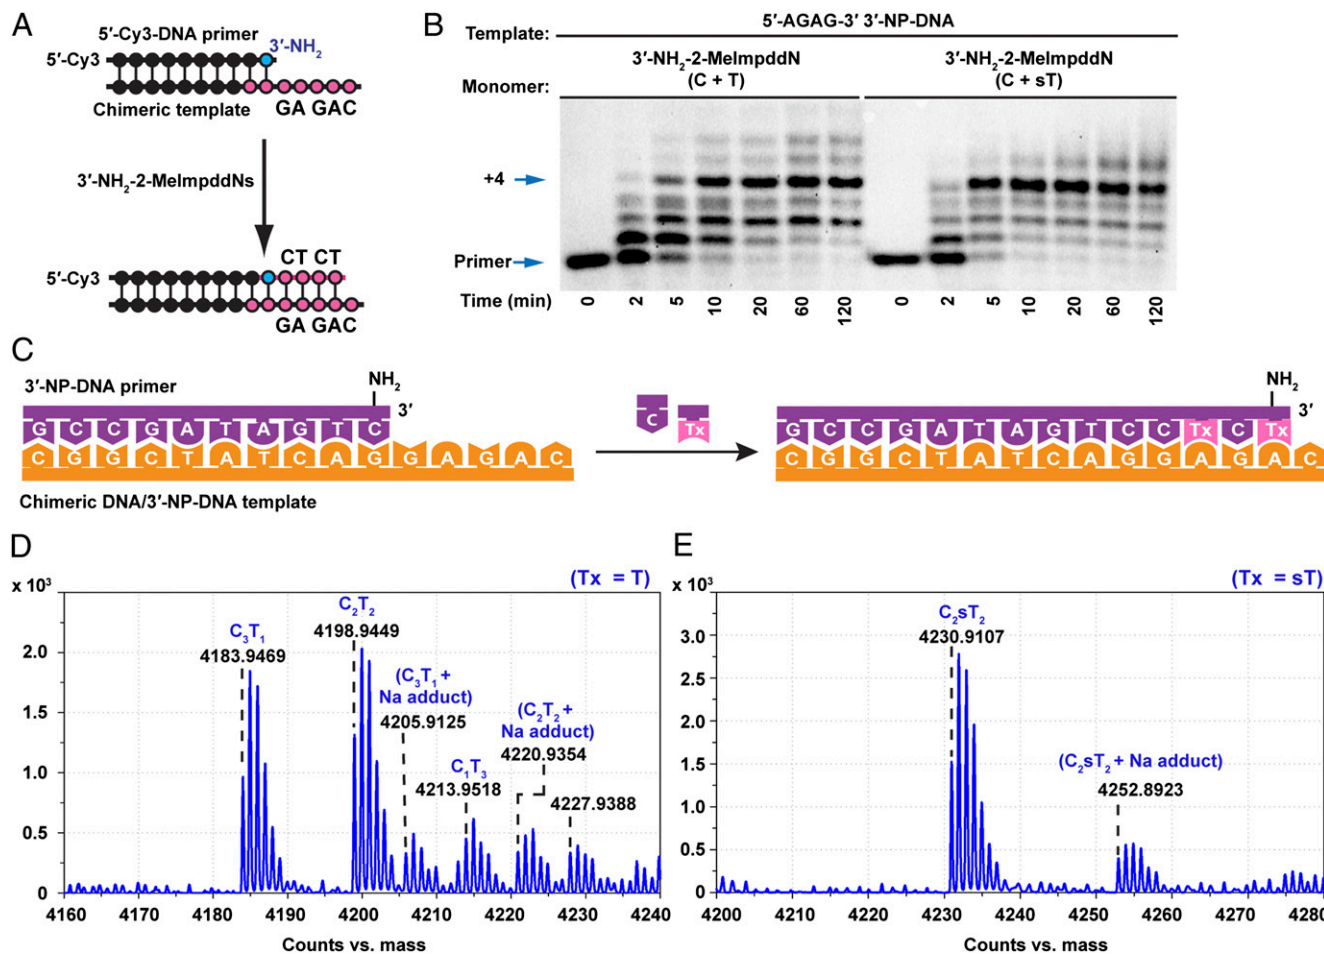 A
5′-Cy3-DNA primer
3′-NH2
5′-Cy3
Chimeric template
GA GAC
3′-NH2-2-MeImpddNs
CT CT
5′-Cy3
GA GAC
B
5′-AGAG-3′ 3′-NP-DNA
Template:
3′-NH2-2-MeImpddN
(C + T)
3′-NH2-2-MeImpddN
(C + sT)
Monomer:
+4
Primer
Time (min)
0 2 5 10 20 60 120
0 2 5 10 20 60 120
C
3′-NP-DNA primer
NH2
3′
G C C G A T A G T C
C G G C T A T C A G G A G A C
Chimeric DNA/3′-NP-DNA template
C Tx
NH2
3′
G C C G A T A G T C C Tx C Tx
C G G C T A T C A G G A G A C
D
x 10³
(Tx = T)
C3T1
4183.9469
C2T2
4198.9449
(C3T1 +
Na adduct)
4205.9125
C1T3
4213.9518
(C2T2 +
Na adduct)
4220.9354
4227.9388
2.0
1.5
1.0
0.5
0
4160 4180 4190 4200 4210 4220 4230 4240
Counts vs. mass
E
x 10³
(Tx = sT)
C2sT2
4230.9107
(C2sT2 + Na adduct)
4252.8923
3.0
2.5
2.0
1.5
1.0
0.5
0
4200 4210 4220 4230 4240 4250 4260 4270 4280
Counts vs. mass